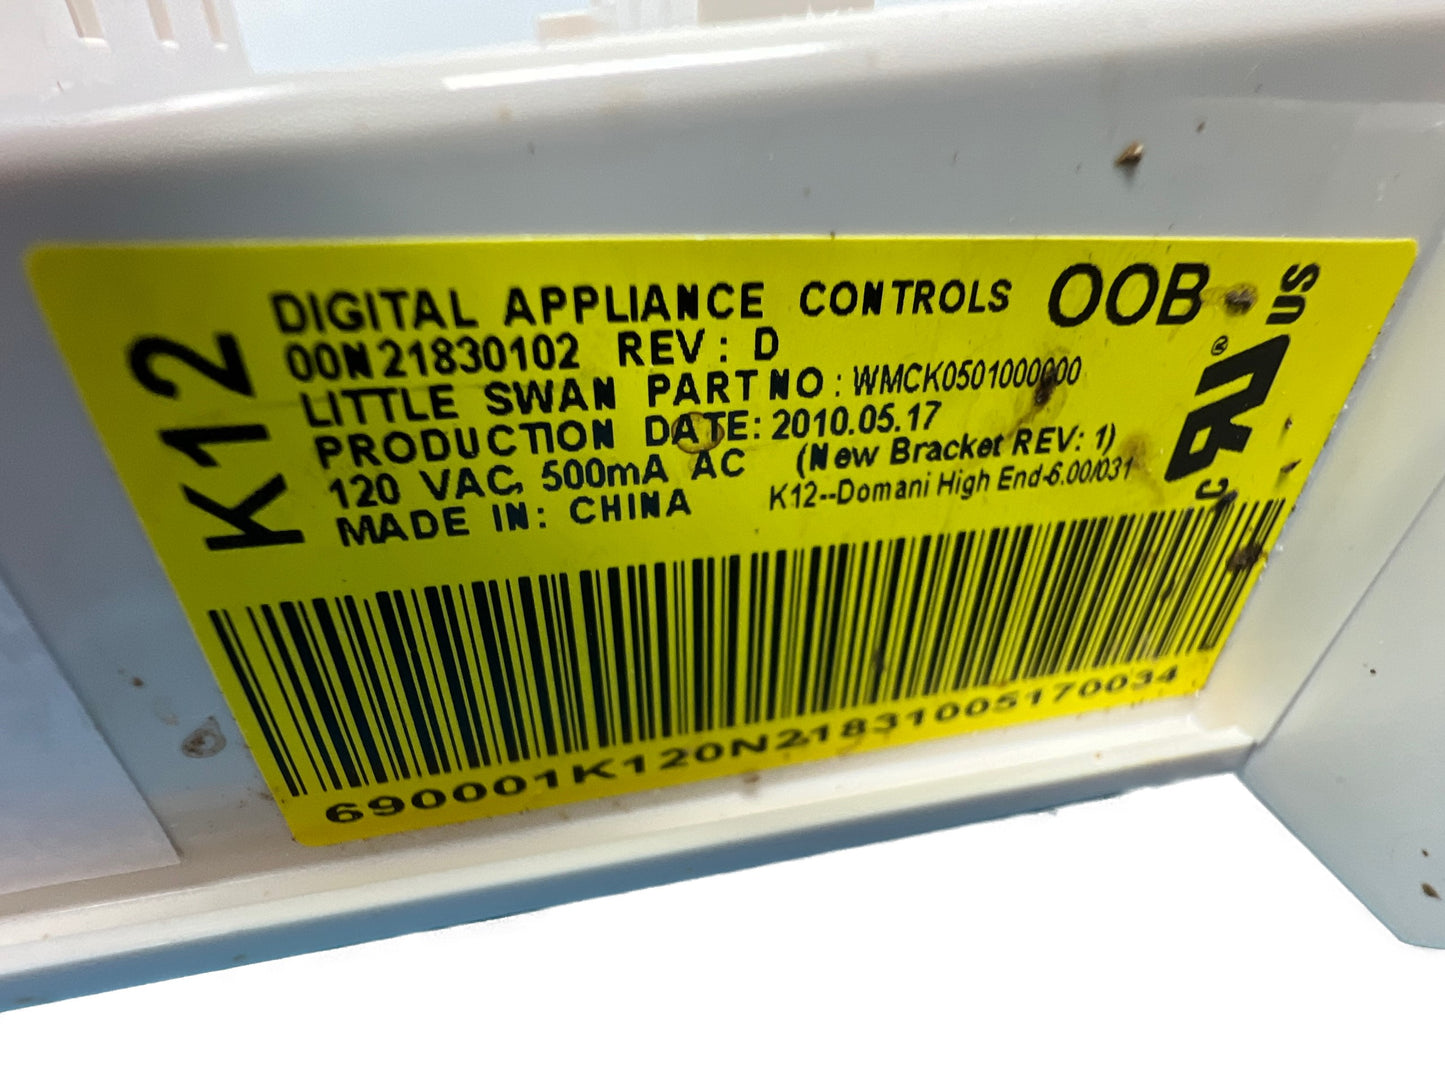 K12
DIGITAL APPLIANCE CONTROLS OOB
00N21830102 REV: D
LITTLE SWAN PART NO: WMCK0501000000
PRODUCTION DATE: 2010.05.17
120 VAC, 500mA AC (New Bracket REV: 1)
MADE IN: CHINA K12--Domani High End-6.00/031
C RU ® US
690001K120N21831005170034